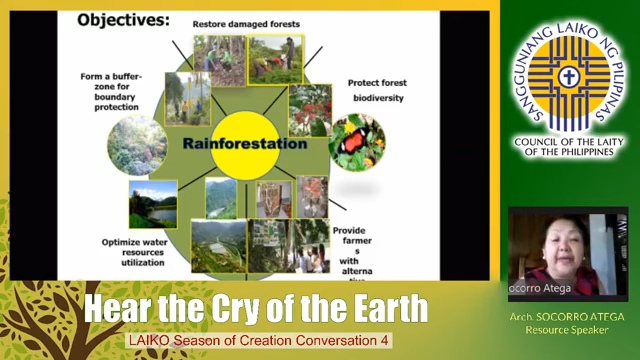 Objectives:
Restore damaged forests
Form a buffer-
zone for
boundary
protection
Protect forest
biodiversity
Rainforestation
Optimize water
resources
utilization
Provide
farmer
s
with
alterna
tive
SANGGUNIANG LAIKO NG PILIPINAS
COUNCIL OF THE LAITY
OF THE PHILIPPINES
ocorro Atega
Arch. SOCORRO ATEGA
Resource Speaker
Hear the Cry of the Earth
LAIKO Season of Creation Conversation 4